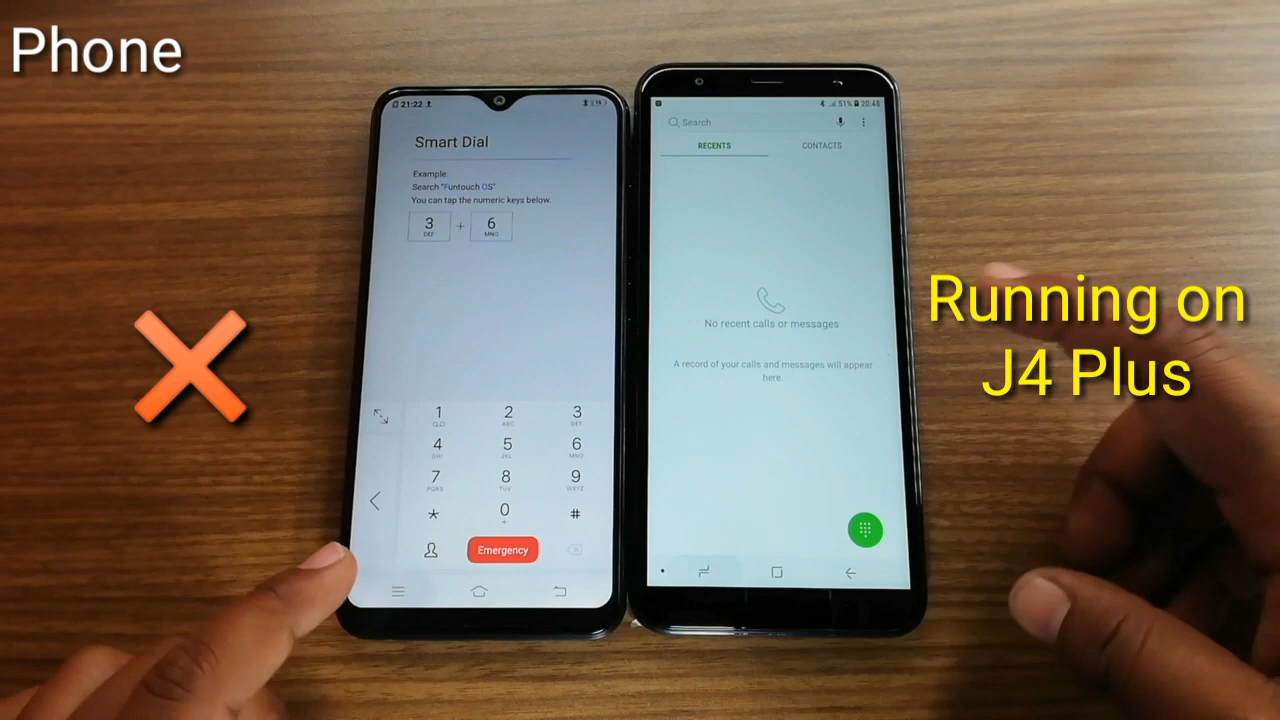 Phone
21:22
Smart Dial
Example:
Search "Funtouch OS"
You can tap the numeric keys below.
3 + 6
DEF MNO
1 2 3
QO ABC DEF
4 5 6
GHI JKL MNO
7 8 9
PQRS TUV WXYZ
* 0 #
+
Emergency
51% 20:48
Search
RECENTS CONTACTS
No recent calls or messages
A record of your calls and messages will appear
here.
Running on
J4 Plus